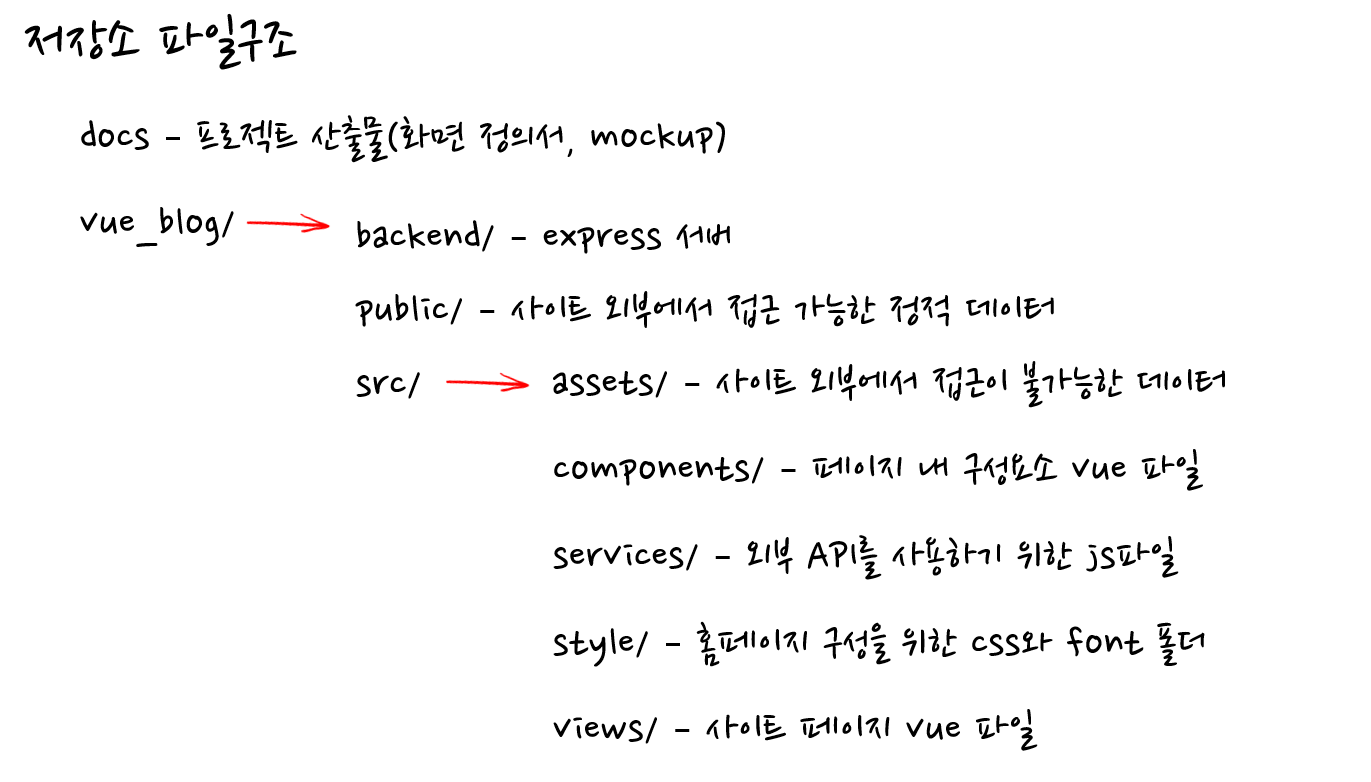 저장소 파일구조
docs - 프로젝트 산출물(화면 정의서, mockup)
vue_blog/
backend/ - express 서버
public/ - 사이트 외부에서 접근 가능한 정적 데이터
src/
assets/ - 사이트 외부에서 접근이 불가능한 데이터
components/ - 페이지 내 구성요소 vue 파일
services/ - 외부 API를 사용하기 위한 js파일
style/ - 홈페이지 구성을 위한 css와 font 폴더
views/ - 사이트 페이지 vue 파일